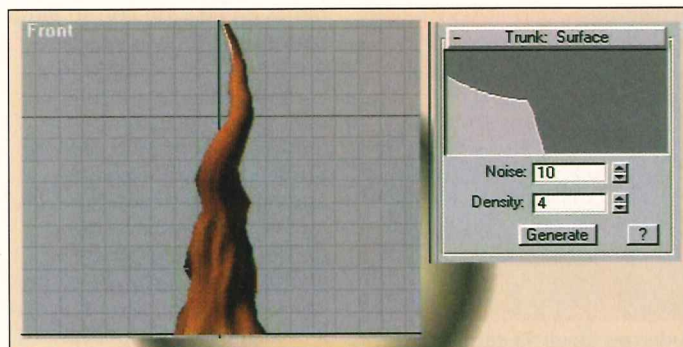 Front
- Trunk: Surface
Noise: 10
Density: 4
Generate ?